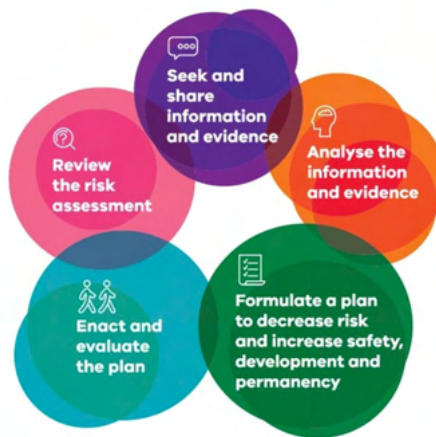 Seek and
share
information
and evidence
Analyse the
information
and evidence
Formulate a plan
to decrease risk
and increase safety,
development and
permanency
Enact and
evaluate
the plan
Review
the risk
assessment